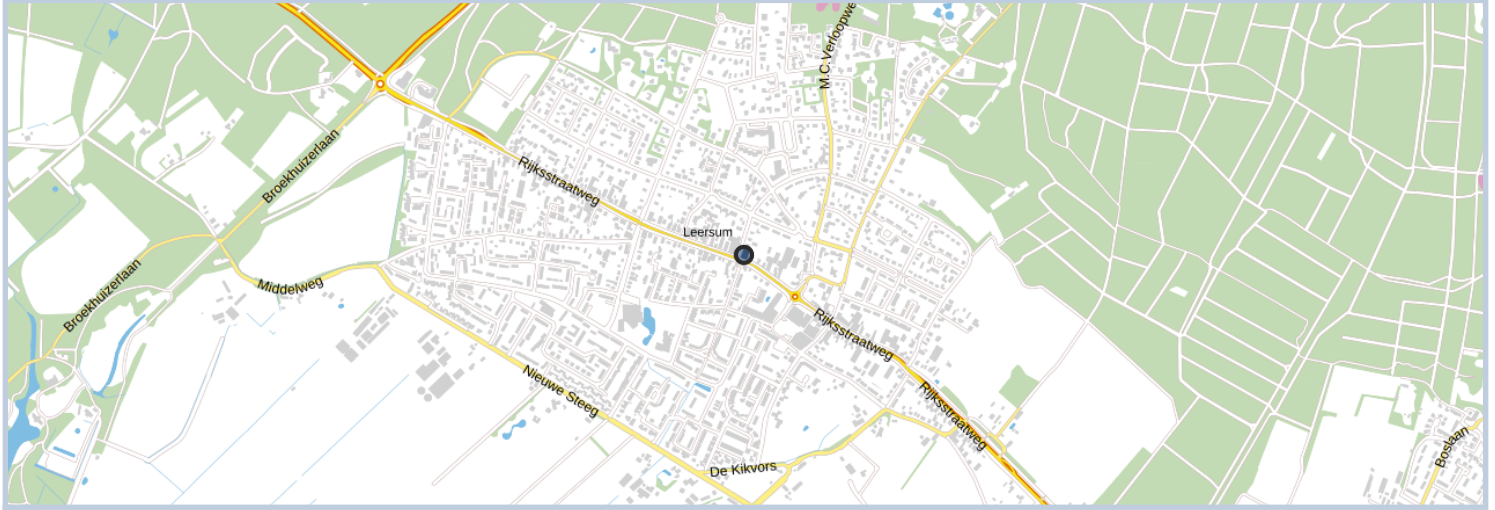 M.C.Verloopwe
Broekhuizerlaan
Rijksstraatweg
Leersum
Broekhuizerlaan
Middelweg
Rijksstraatweg
Nieuwe Steeg
Rijksstraatweg
Boslaan
De Kikvors